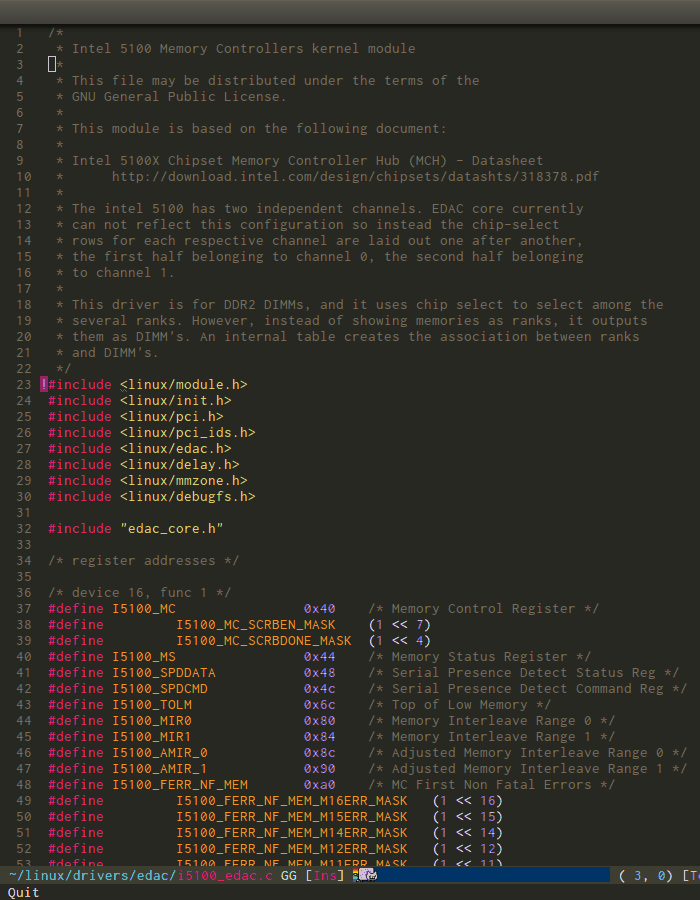 1 /*
2 * Intel 5100 Memory Controllers kernel module
3 *
4 * This file may be distributed under the terms of the
5 * GNU General Public License.
6 *
7 * This module is based on the following document:
8 *
9 * Intel 5100X Chipset Memory Controller Hub (MCH) - Datasheet
10 *      http://download.intel.com/design/chipsets/datashts/318378.pdf
11 *
12 * The intel 5100 has two independent channels. EDAC core currently
13 * can not reflect this configuration so instead the chip-select
14 * rows for each respective channel are laid out one after another,
15 * the first half belonging to channel 0, the second half belonging
16 * to channel 1.
17 *
18 * This driver is for DDR2 DIMMs, and it uses chip select to select among the
19 * several ranks. However, instead of showing memories as ranks, it outputs
20 * them as DIMM's. An internal table creates the association between ranks
21 * and DIMM's.
22 */
23 !#include <linux/module.h>
24 #include <linux/init.h>
25 #include <linux/pci.h>
26 #include <linux/pci_ids.h>
27 #include <linux/edac.h>
28 #include <linux/delay.h>
29 #include <linux/mmzone.h>
30 #include <linux/debugfs.h>
31
32 #include "edac_core.h"
33
34 /* register addresses */
35
36 /* device 16, func 1 */
37 #define I5100_MC                0x40    /* Memory Control Register */
38 #define         I5100_MC_SCRBEN_MASK    (1 << 7)
39 #define         I5100_MC_SCRBDONE_MASK  (1 << 4)
40 #define I5100_MS                0x44    /* Memory Status Register */
41 #define I5100_SPDDATA           0x48    /* Serial Presence Detect Status Reg */
42 #define I5100_SPDCMD            0x4c    /* Serial Presence Detect Command Reg */
43 #define I5100_TOLM              0x6c    /* Top of Low Memory */
44 #define I5100_MIR0              0x80    /* Memory Interleave Range 0 */
45 #define I5100_MIR1              0x84    /* Memory Interleave Range 1 */
46 #define I5100_AMIR_0            0x8c    /* Adjusted Memory Interleave Range 0 */
47 #define I5100_AMIR_1            0x90    /* Adjusted Memory Interleave Range 1 */
48 #define I5100_FERR_NF_MEM       0xa0    /* MC First Non Fatal Errors */
49 #define         I5100_FERR_NF_MEM_M16ERR_MASK   (1 << 16)
50 #define         I5100_FERR_NF_MEM_M15ERR_MASK   (1 << 15)
51 #define         I5100_FERR_NF_MEM_M14ERR_MASK   (1 << 14)
52 #define         I5100_FERR_NF_MEM_M12ERR_MASK   (1 << 12)
53 #define         I5100_FERR_NF_MEM_M11ERR_MASK   (1 << 11)
~/linux/drivers/edac/i5100_edac.c GG [Ins] ( 3, 0) [T
Quit